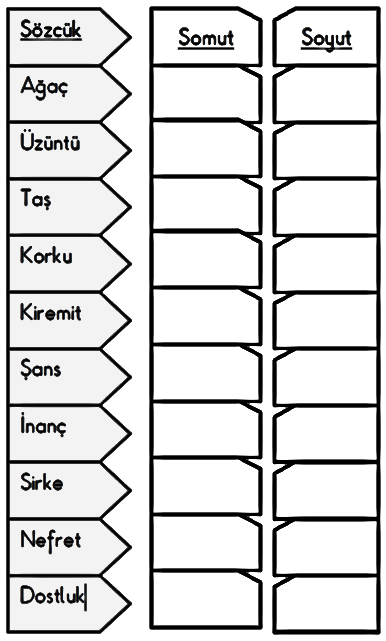 Sözcük Somut Soyut
Ağaç
Üzüntü
Taş
Korku
Kiremit
Şans
İnanç
Sirke
Nefret
Dostluk